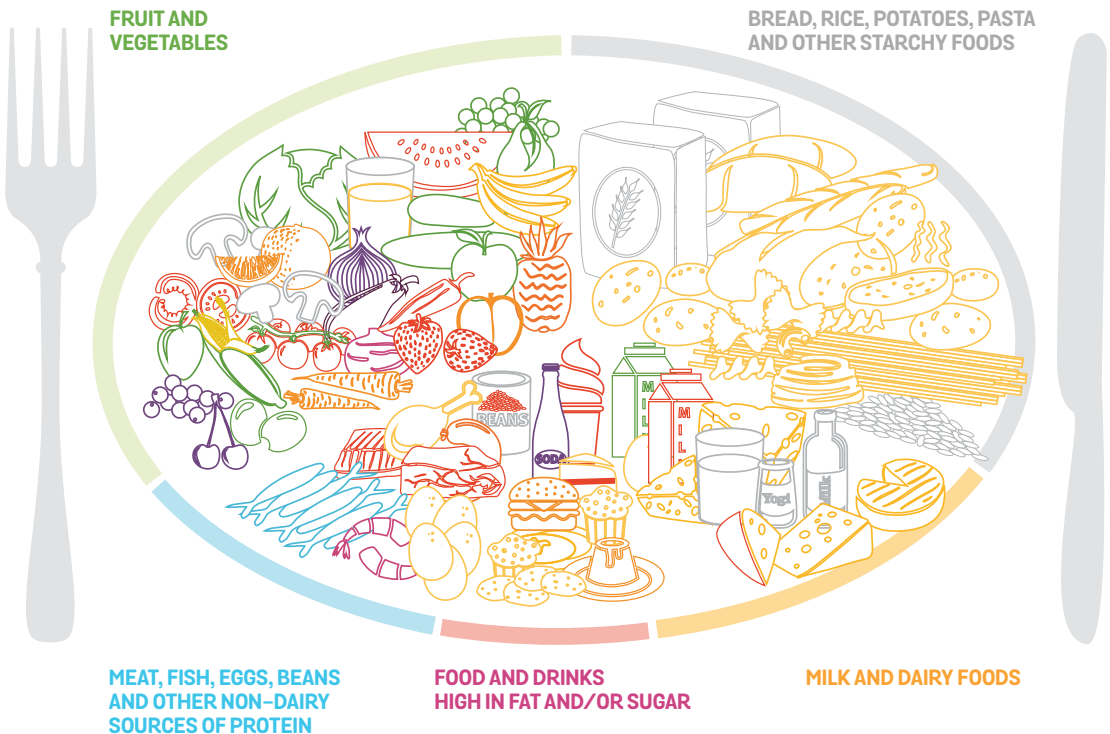 FRUIT AND
VEGETABLES
BREAD, RICE, POTATOES, PASTA
AND OTHER STARCHY FOODS
MILK
MILK
BEANS
SODA
Yogi
Milk
MEAT, FISH, EGGS, BEANS
AND OTHER NON-DAIRY
SOURCES OF PROTEIN
FOOD AND DRINKS
HIGH IN FAT AND/OR SUGAR
MILK AND DAIRY FOODS